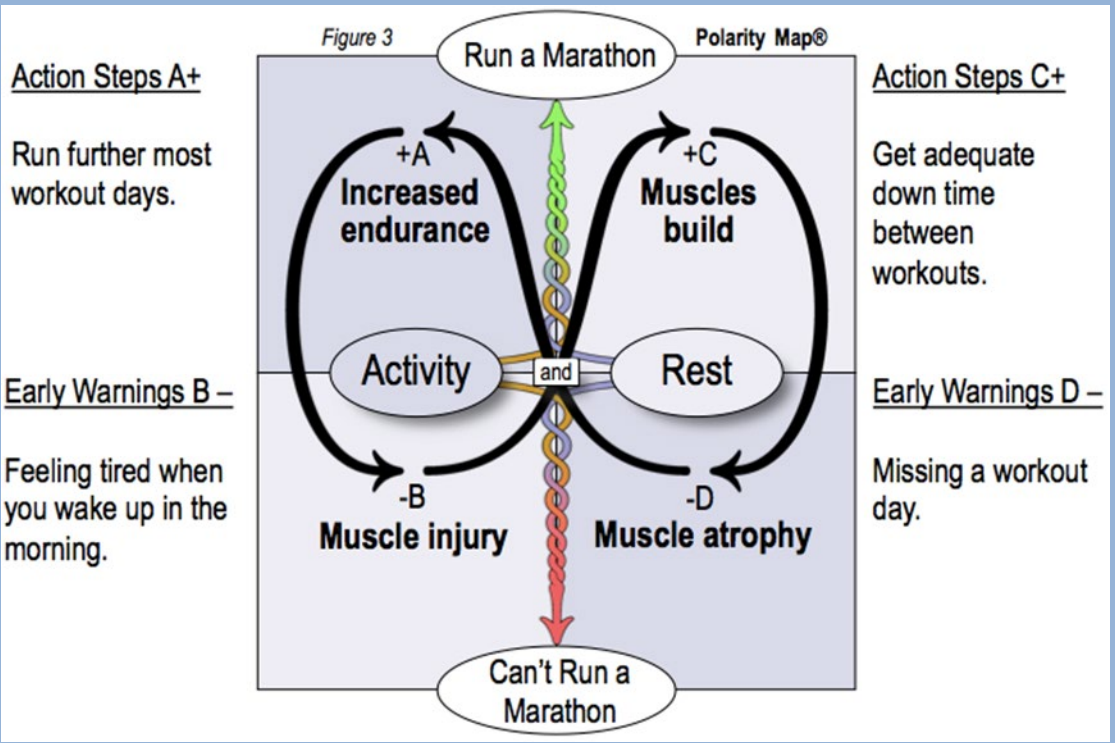 Figure 3
Run a Marathon
Polarity Map®
Action Steps A+
Run further most
workout days.
+A
Increased
endurance
+C
Muscles
build
Action Steps C+
Get adequate
down time
between
workouts.
Activity
and
Rest
Early Warnings B –
Feeling tired when
you wake up in the
morning.
-B
Muscle injury
-D
Muscle atrophy
Early Warnings D –
Missing a workout
day.
Can't Run a
Marathon